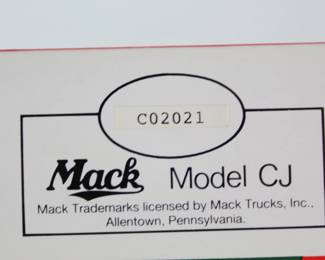 C02021
Mack Model CJ
Mack Trademarks licensed by Mack Trucks, Inc.,
Allentown, Pennsylvania.